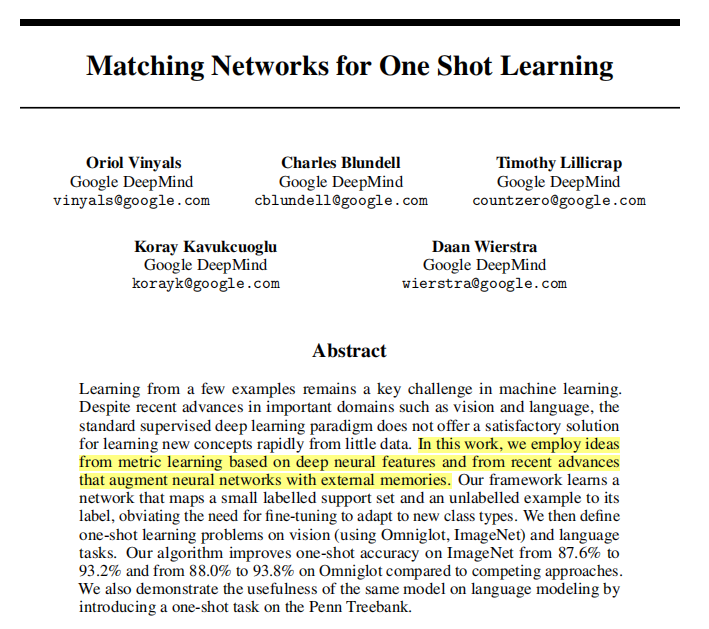 Matching Networks for One Shot Learning
Oriol Vinyals
Google DeepMind
vinyals@google.com
Charles Blundell
Google DeepMind
cblundell@google.com
Timothy Lillicrap
Google DeepMind
countzero@google.com
Koray Kavukcuoglu
Google DeepMind
korayk@google.com
Daan Wierstra
Google DeepMind
wierstra@google.com
Abstract
Learning from a few examples remains a key challenge in machine learning.
Despite recent advances in important domains such as vision and language, the
standard supervised deep learning paradigm does not offer a satisfactory solution
for learning new concepts rapidly from little data. In this work, we employ ideas
from metric learning based on deep neural features and from recent advances
that augment neural networks with external memories. Our framework learns a
network that maps a small labelled support set and an unlabelled example to its
label, obviating the need for fine-tuning to adapt to new class types. We then define
one-shot learning problems on vision (using Omniglot, ImageNet) and language
tasks. Our algorithm improves one-shot accuracy on ImageNet from 87.6% to
93.2% and from 88.0% to 93.8% on Omniglot compared to competing approaches.
We also demonstrate the usefulness of the same model on language modeling by
introducing a one-shot task on the Penn Treebank.